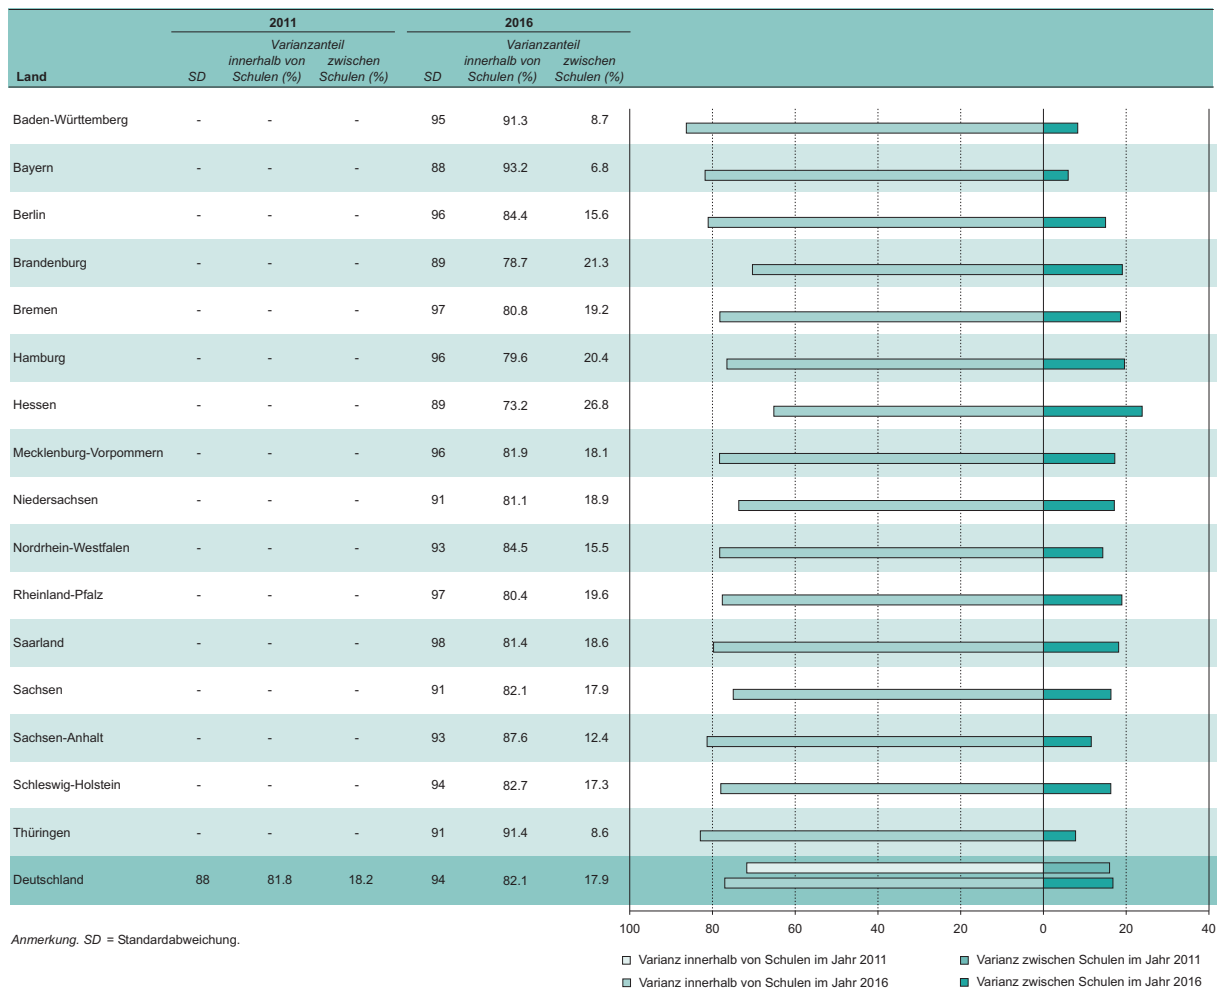 2011 2016
Varianzanteil Varianzanteil
innerhalb von zwischen innerhalb von zwischen
Land SD Schulen (%) Schulen (%) SD Schulen (%) Schulen (%)
Baden-Württemberg - - - 95 91.3 8.7
Bayern - - - 88 93.2 6.8
Berlin - - - 96 84.4 15.6
Brandenburg - - - 89 78.7 21.3
Bremen - - - 97 80.8 19.2
Hamburg - - - 96 79.6 20.4
Hessen - - - 89 73.2 26.8
Mecklenburg-Vorpommern - - - 96 81.9 18.1
Niedersachsen - - - 91 81.1 18.9
Nordrhein-Westfalen - - - 93 84.5 15.5
Rheinland-Pfalz - - - 97 80.4 19.6
Saarland - - - 98 81.4 18.6
Sachsen - - - 91 82.1 17.9
Sachsen-Anhalt - - - 93 87.6 12.4
Schleswig-Holstein - - - 94 82.7 17.3
Thüringen - - - 91 91.4 8.6
Deutschland 88 81.8 18.2 94 82.1 17.9
100 80 60 40 20 0 20 40
Anmerkung. SD = Standardabweichung.
Varianz innerhalb von Schulen im Jahr 2011 Varianz zwischen Schulen im Jahr 2011
Varianz innerhalb von Schulen im Jahr 2016 Varianz zwischen Schulen im Jahr 2016